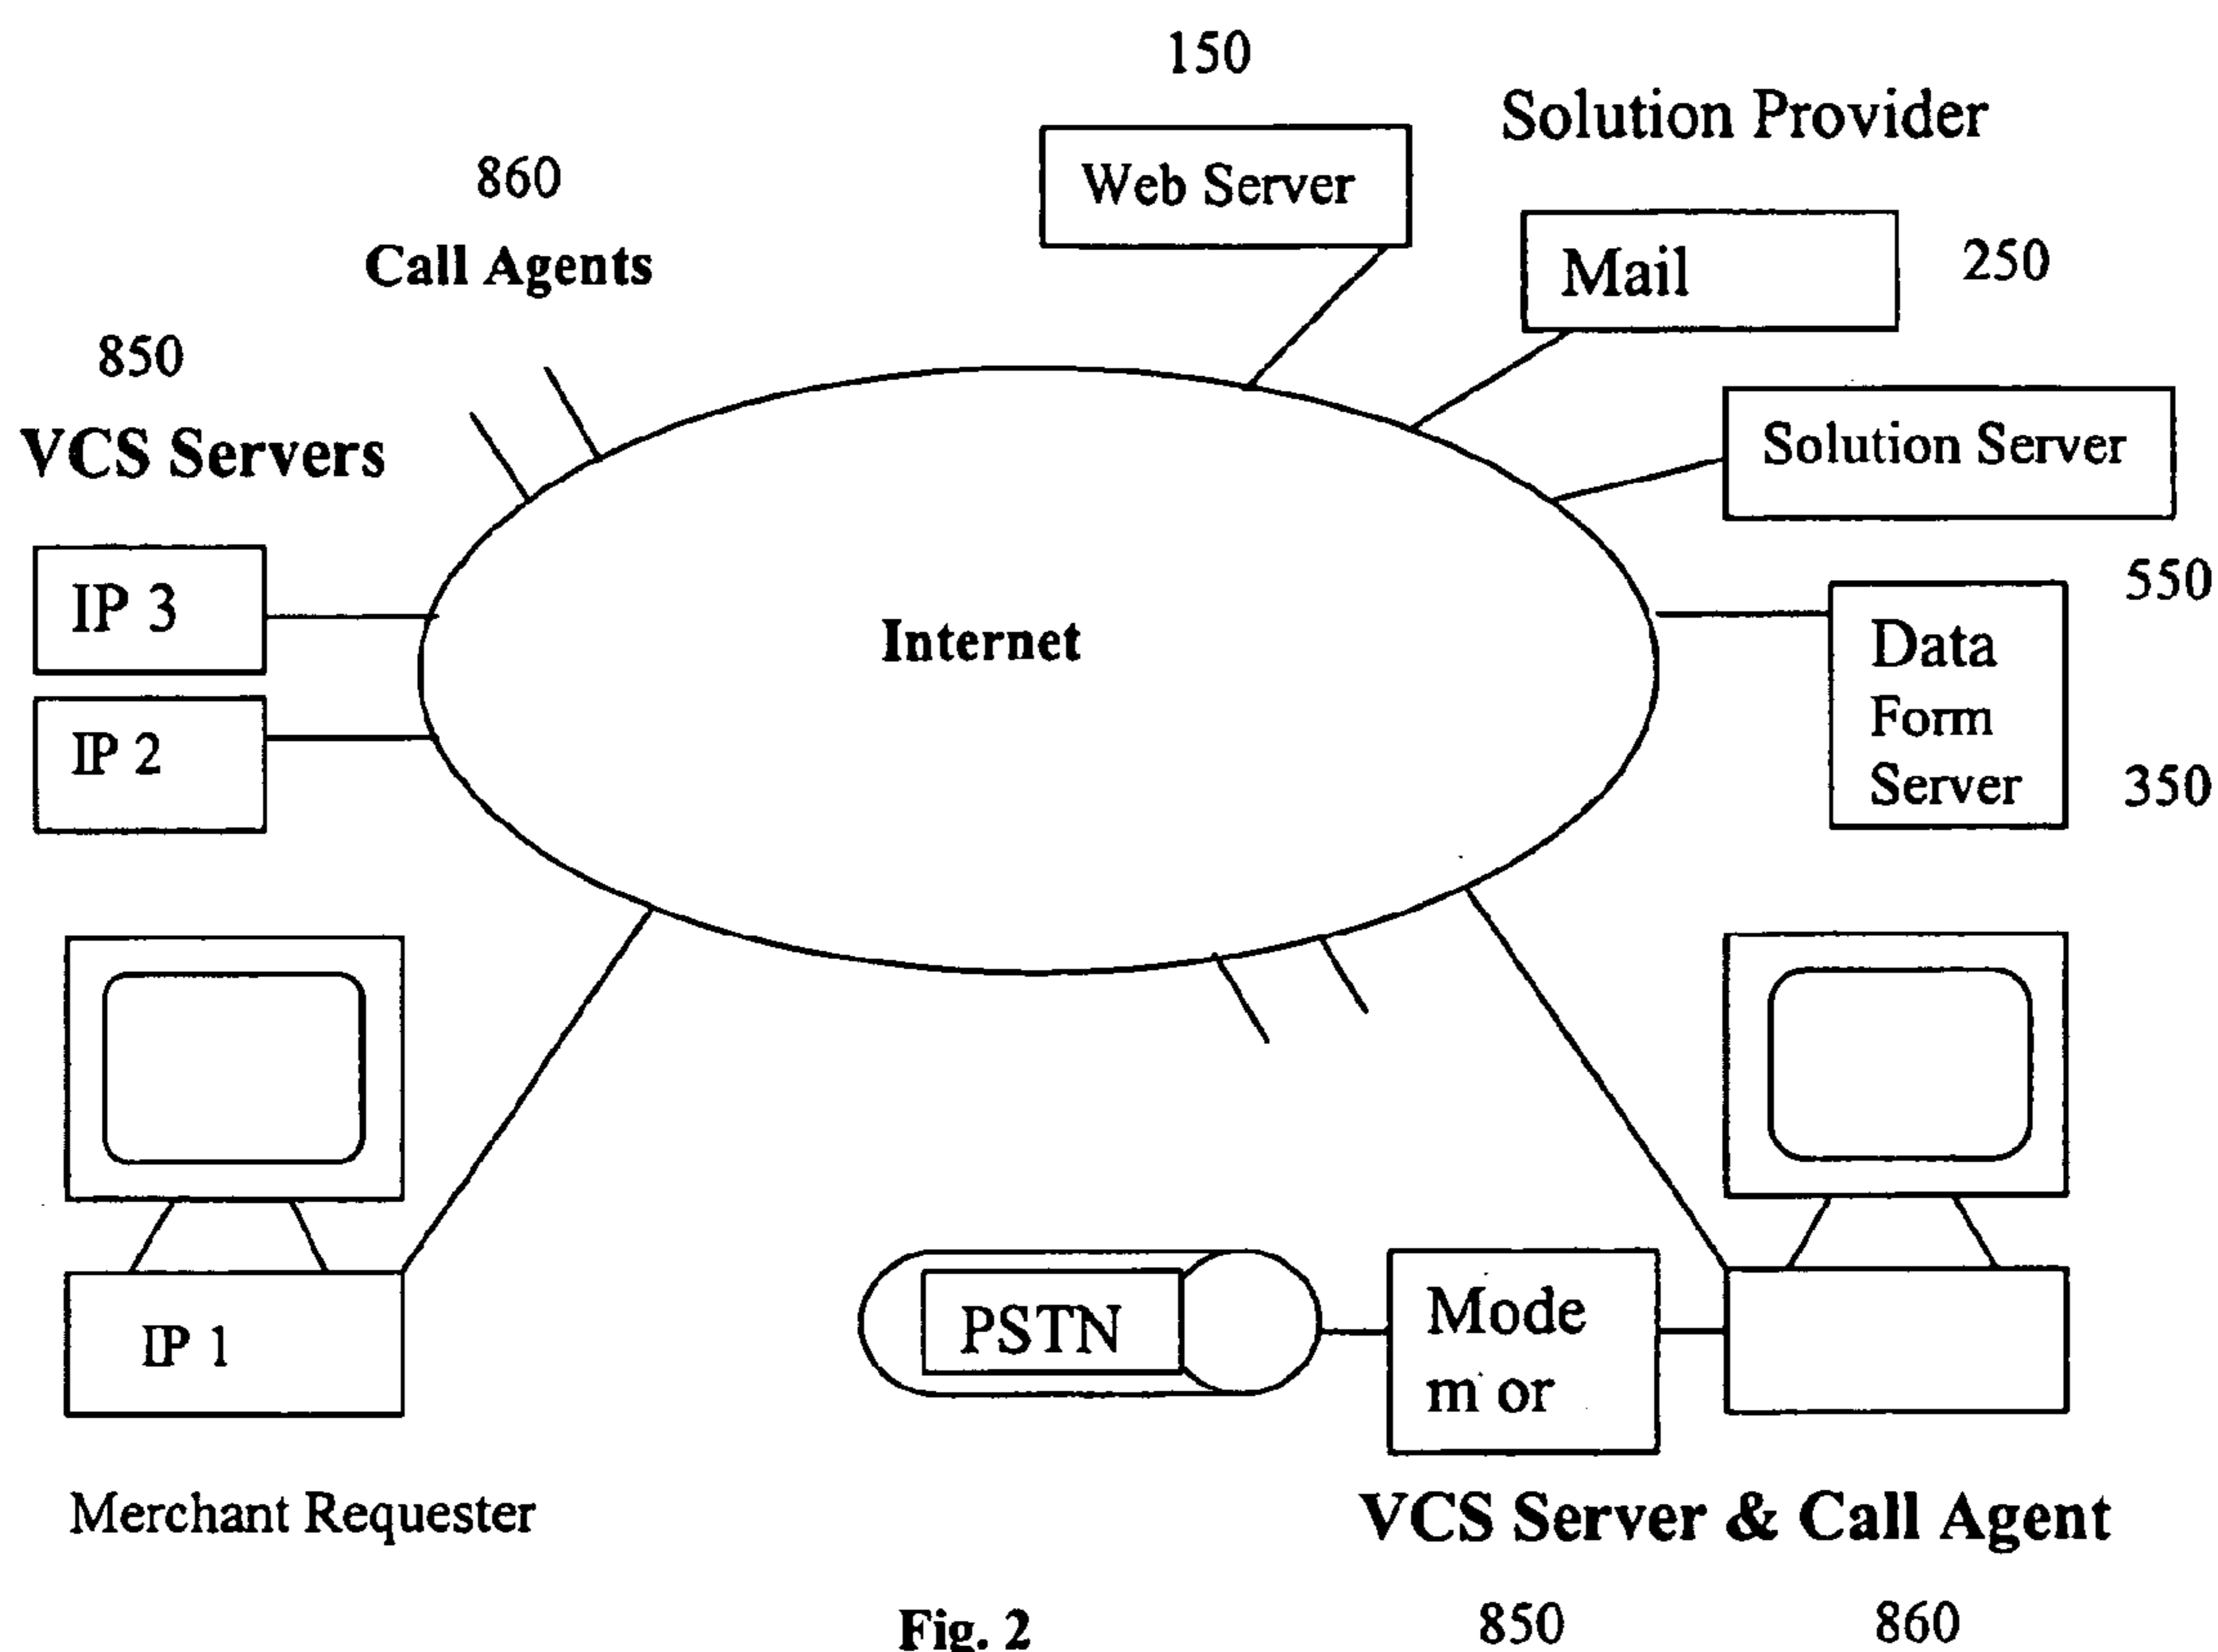 150
Solution Provider
860
Web Server
Call Agents
Mail
250
850
VCS Servers
Solution Server
IP 3
Internet
550
Data
Form
Server
IP 2
350
IP 1
PSTN
Mode
m or
Merchant Requester
VCS Server & Call Agent
Fig. 2
850
860